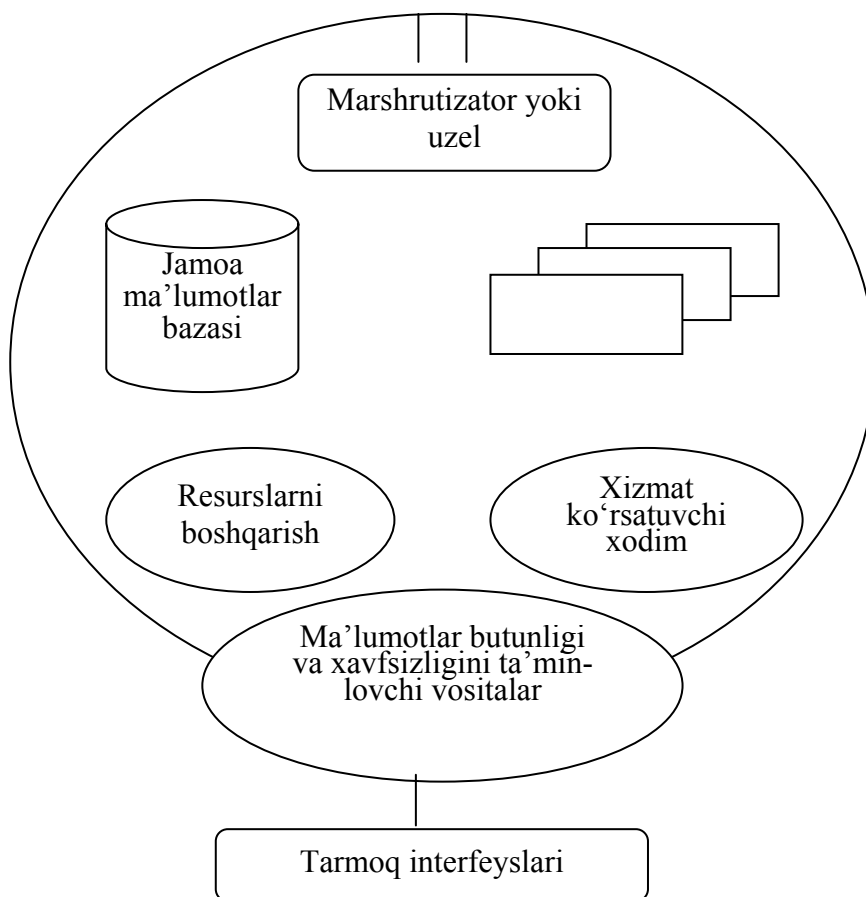 Marshrutizator yoki
uzel
Jamoa
ma’lumotlar
bazasi
Resurslarni
boshqarish
Xizmat
ko‘rsatuvchi
xodim
Ma’lumotlar butunligi
va xavfsizligini ta’min-
lovchi vositalar
Tarmoq interfeyslari